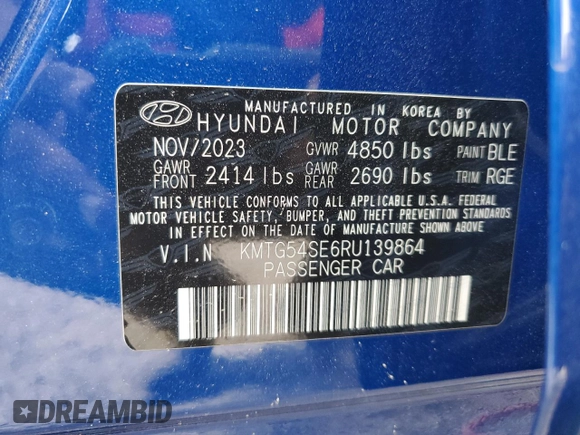 MANUFACTURED IN KOREA BY
HYUNDAI MOTOR COMPANY
NOV/2023 GVWR 4850 lbs PAINT BLE
GAWR FRONT 2414 lbs GAWR REAR 2690 lbs TRIM RGE
THIS VEHICLE CONFORMS TO ALL APPLICABLE U.S.A. FEDERAL
MOTOR VEHICLE SAFETY, BUMPER, AND THEFT PREVENTION STANDARDS
IN EFFECT ON THE DATE OF MANUFACTURE SHOWN ABOVE
V.I.N KMTG54SE6RU139864
PASSENGER CAR
DREAMBID